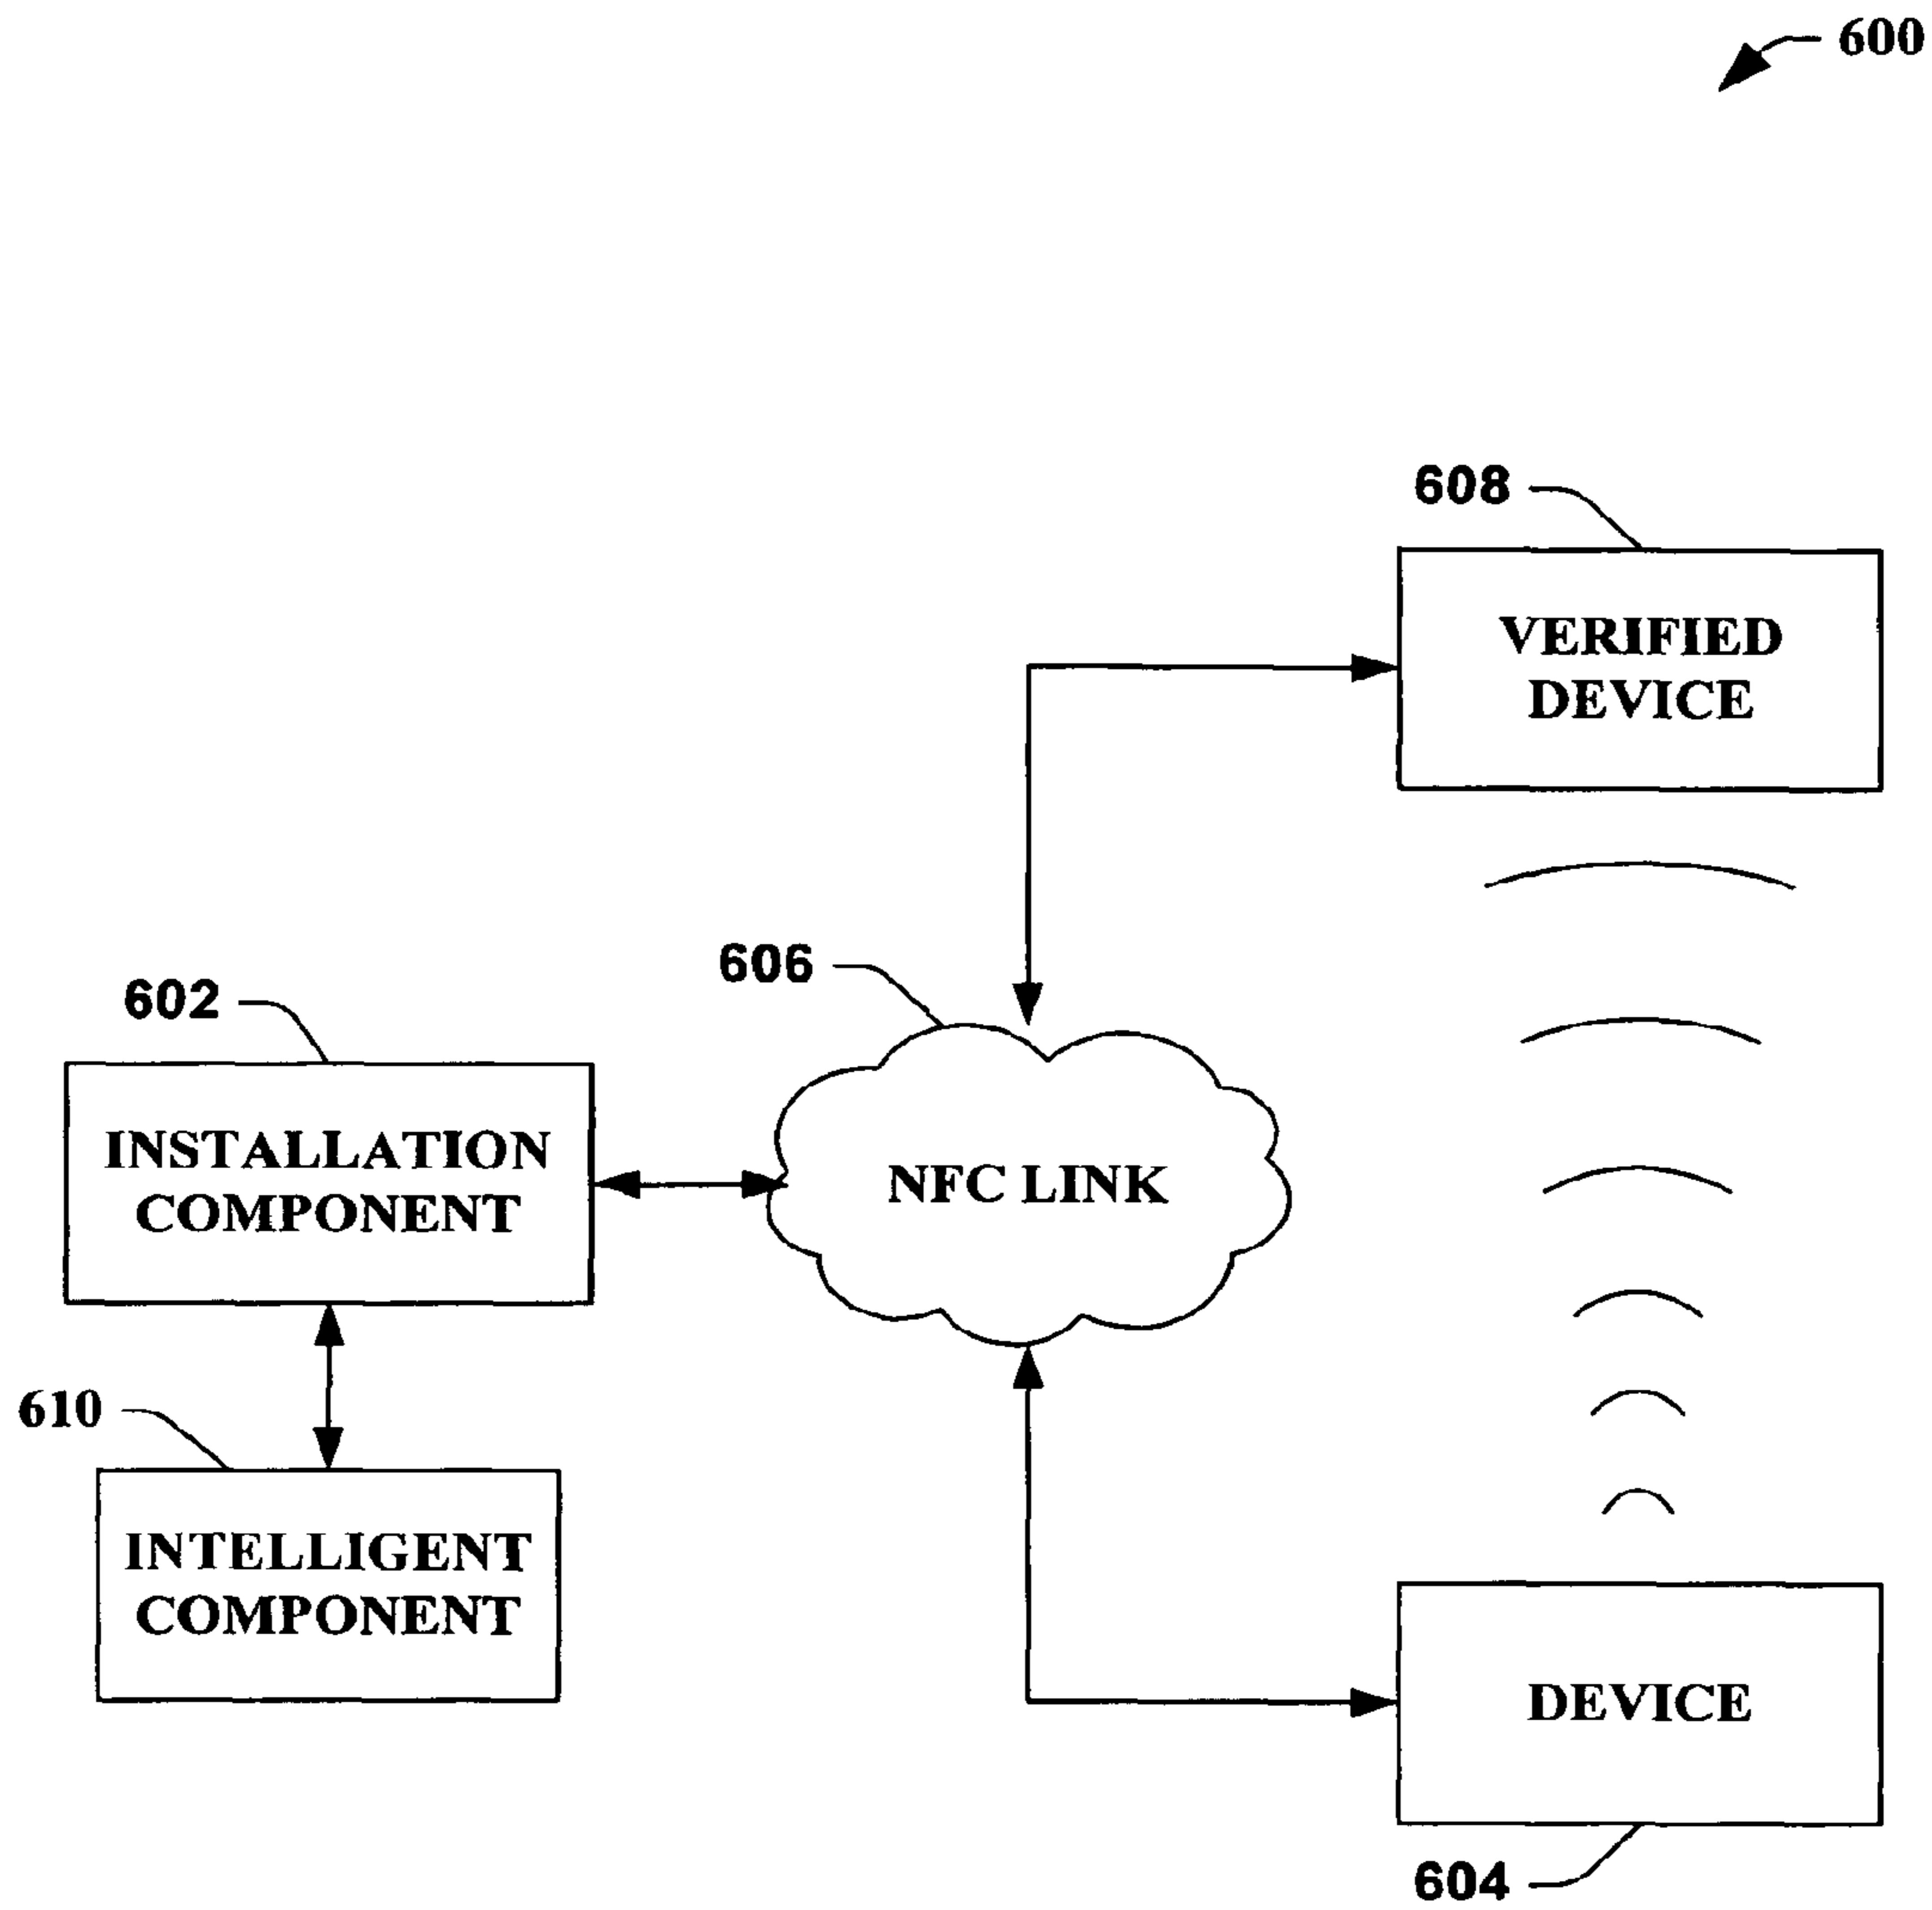 600
608
VERIFIED
DEVICE
606
602
INSTALLATION
COMPONENT
NFC LINK
610
INTELLIGENT
COMPONENT
DEVICE
604